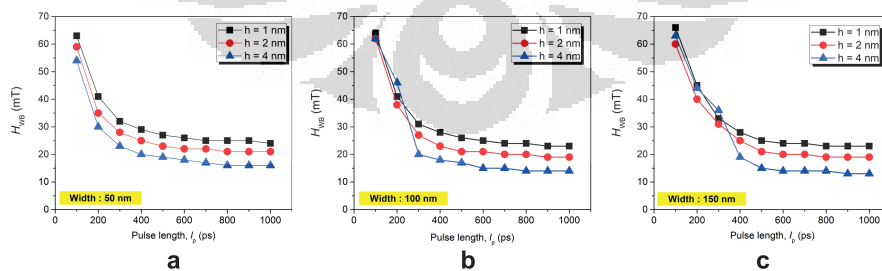 70
60
50
40
30
20
10
0
H_WB (mT)
h = 1 nm
h = 2 nm
h = 4 nm
Width : 50 nm
0 200 400 600 800 1000
Pulse length, l_p (ps)
a
70
60
50
40
30
20
10
0
H_WB (mT)
h = 1 nm
h = 2 nm
h = 4 nm
Width : 100 nm
0 200 400 600 800 1000
Pulse length, l_p (ps)
b
70
60
50
40
30
20
10
0
H_WB (mT)
h = 1 nm
h = 2 nm
h = 4 nm
Width : 150 nm
0 200 400 600 800 1000
Pulse length, l_p (ps)
c